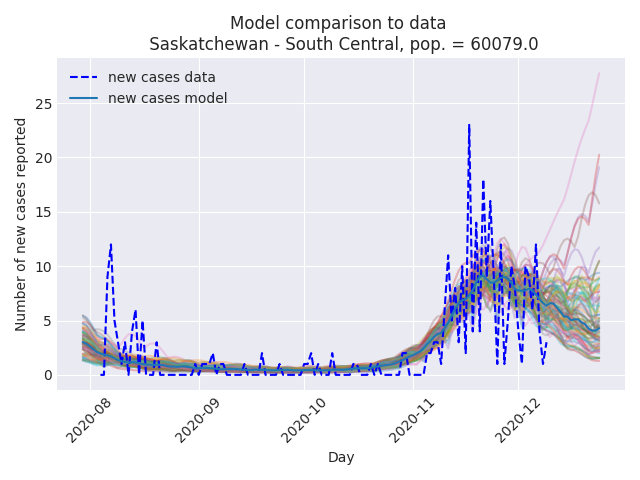 Model comparison to data
Saskatchewan - South Central, pop. = 60079.0
new cases data
new cases model
Number of new cases reported
25
20
15
10
5
0
2020-08
2020-09
2020-10
2020-11
2020-12
Day